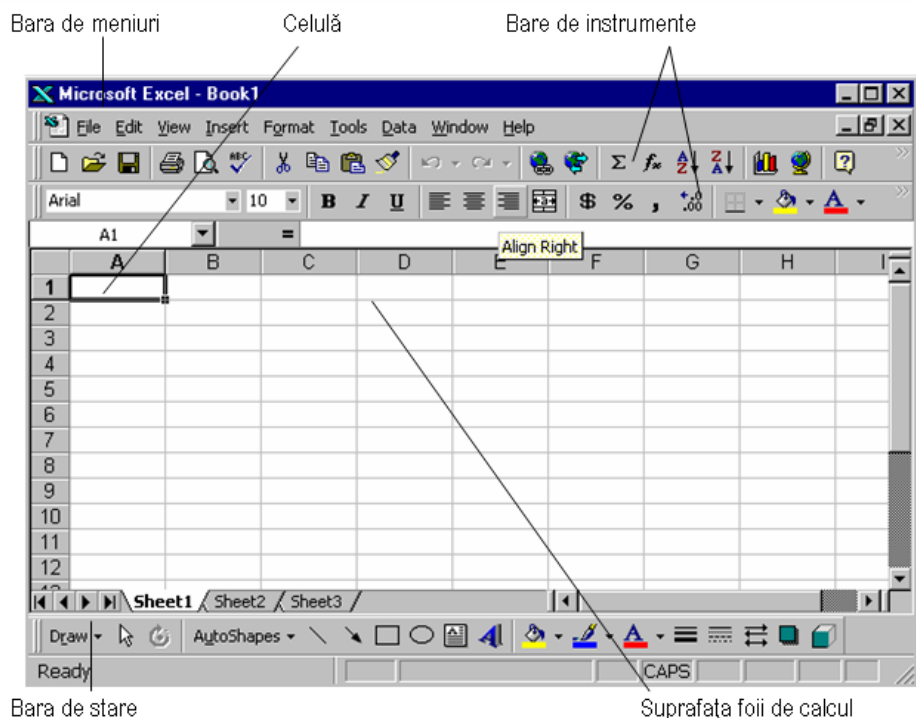 Bara de meniuri Celulă Bare de instrumente
Microsoft Excel - Book1
File Edit View Insert Format Tools Data Window Help
Arial 10 B I U $ % ,
A1 =
Align Right
A B C D E F G H I
1
2
3
4
5
6
7
8
9
10
11
12
Sheet1 Sheet2 Sheet3
Draw AutoShapes
Ready CAPS
Bara de stare Suprafaţa foii de calcul